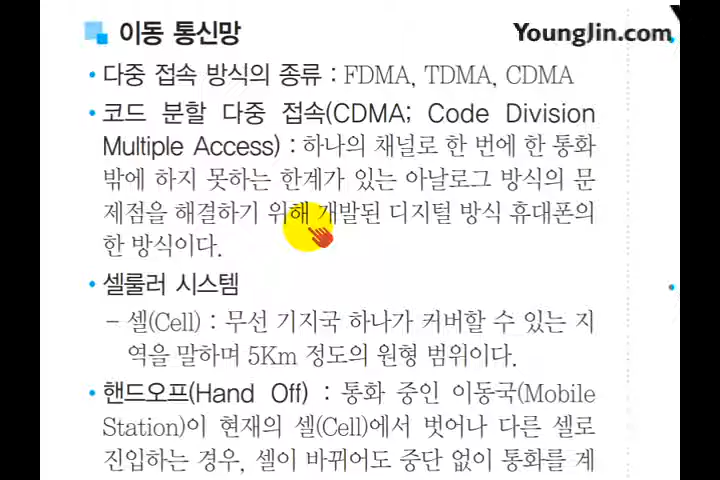 이동 통신망
YoungJin.com
• 다중 접속 방식의 종류 : FDMA, TDMA, CDMA
• 코드 분할 다중 접속(CDMA; Code Division
Multiple Access) : 하나의 채널로 한 번에 한 통화
밖에 하지 못하는 한계가 있는 아날로그 방식의 문
제점을 해결하기 위해 개발된 디지털 방식 휴대폰의
한 방식이다.
• 셀룰러 시스템
– 셀(Cell) : 무선 기지국 하나가 커버할 수 있는 지
역을 말하며 5Km 정도의 원형 범위이다.
• 핸드오프(Hand Off) : 통화 중인 이동국(Mobile
Station)이 현재의 셀(Cell)에서 벗어나 다른 셀로
진입하는 경우, 셀이 바뀌어도 중단 없이 통화를 계